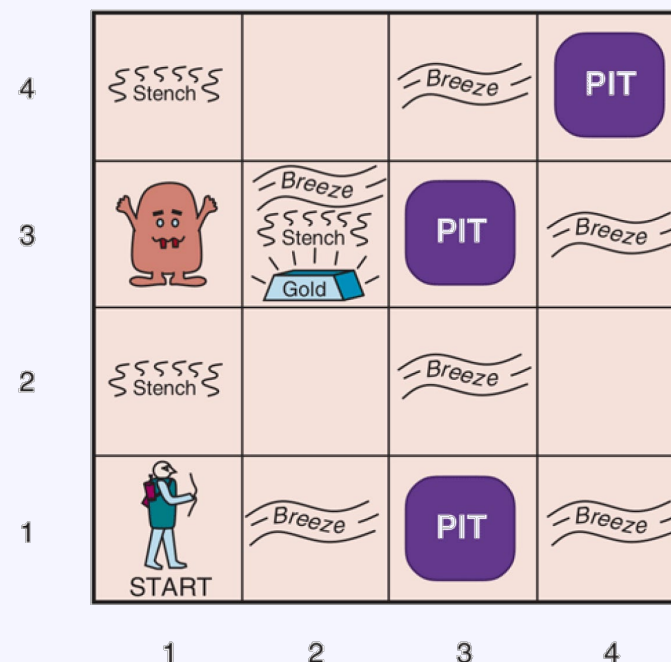 4
Stench
Breeze
PIT
3
Breeze
Stench
Gold
PIT
Breeze
2
Stench
Breeze
1
START
Breeze
PIT
Breeze
1 2 3 4